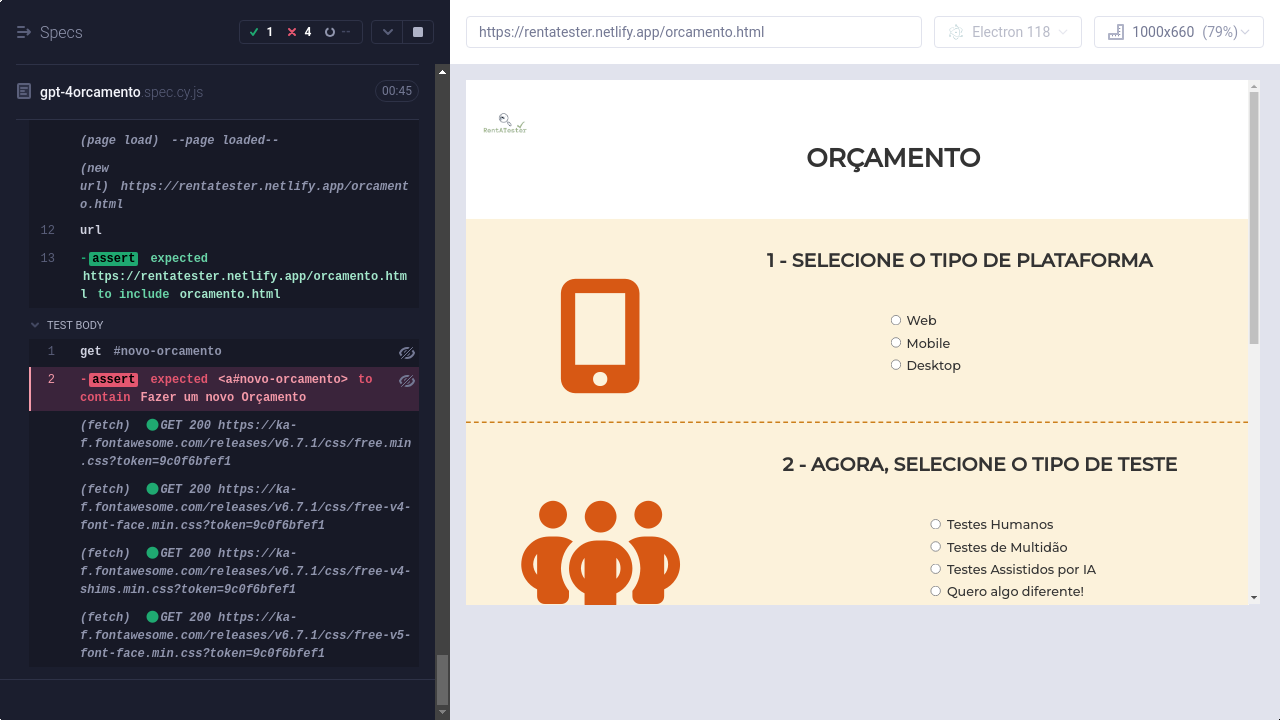 Specs
1
4
--
gpt-4orcamento.spec.cy.js
00:45
(page load) --page loaded--
(new
url) https://rentatester.netlify.app/orcament
o.html
12 url
13 -assert expected
https://rentatester.netlify.app/orcamento.htm
l to include orcamento.html
TEST BODY
1 get #novo-orcamento
2 -assert expected <a#novo-orcamento> to
contain Fazer um novo Orçamento
(fetch) GET 200 https://ka-
f.fontawesome.com/releases/v6.7.1/css/free.min
.css?token=9c0f6bfef1
(fetch) GET 200 https://ka-
f.fontawesome.com/releases/v6.7.1/css/free-v4-
font-face.min.css?token=9c0f6bfef1
(fetch) GET 200 https://ka-
f.fontawesome.com/releases/v6.7.1/css/free-v4-
shims.min.css?token=9c0f6bfef1
(fetch) GET 200 https://ka-
f.fontawesome.com/releases/v6.7.1/css/free-v5-
font-face.min.css?token=9c0f6bfef1
https://rentatester.netlify.app/orcamento.html
Electron 118
1000x660 (79%)
RentATester
ORÇAMENTO
1 - SELECIONE O TIPO DE PLATAFORMA
Web
Mobile
Desktop
2 - AGORA, SELECIONE O TIPO DE TESTE
Testes Humanos
Testes de Multidão
Testes Assistidos por IA
Quero algo diferente!